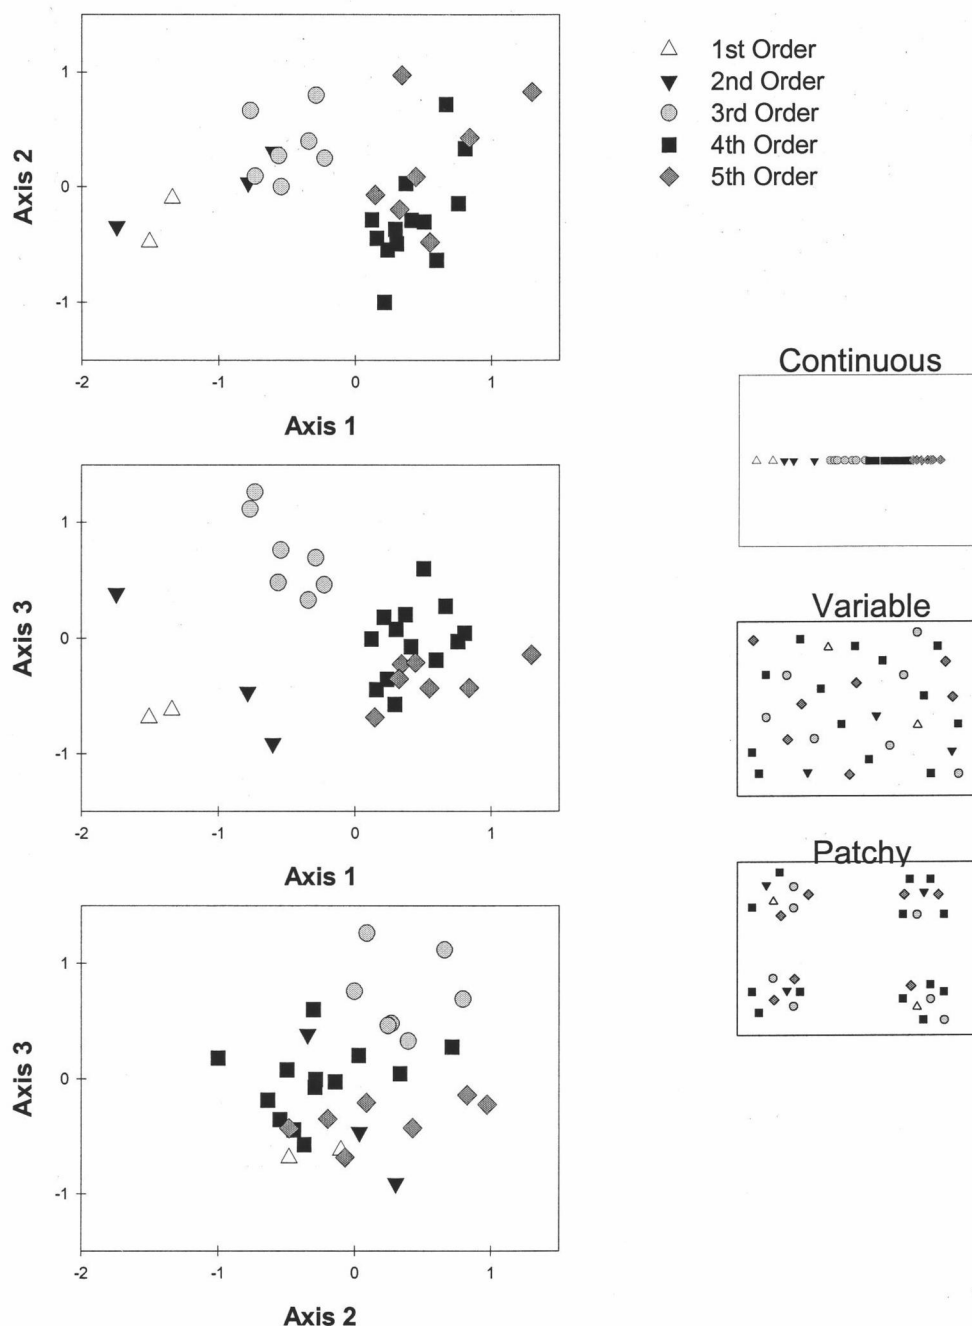 1st Order
2nd Order
3rd Order
4th Order
5th Order
1
0
-1
Axis 2
-2
-1
0
1
Axis 1
Continuous
1
0
-1
Axis 3
-2
-1
0
1
Axis 1
Variable
Patchy
1
0
-1
Axis 3
-2
-1
0
1
Axis 2